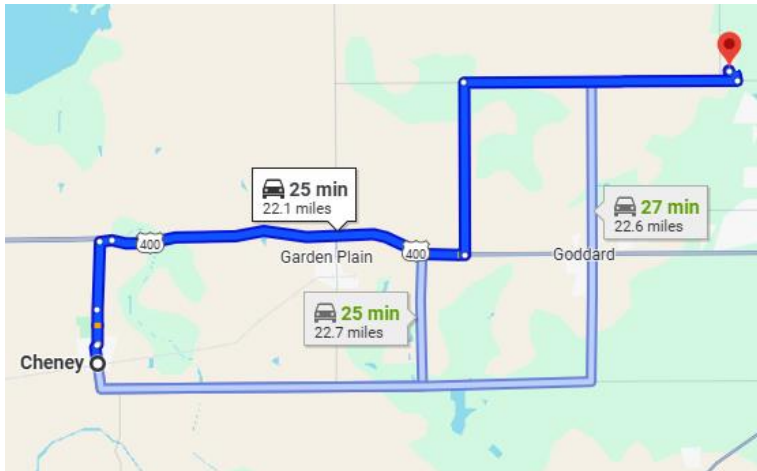 25 min
22.1 miles
27 min
22.6 miles
400
400
Garden Plain
Goddard
25 min
22.7 miles
Cheney